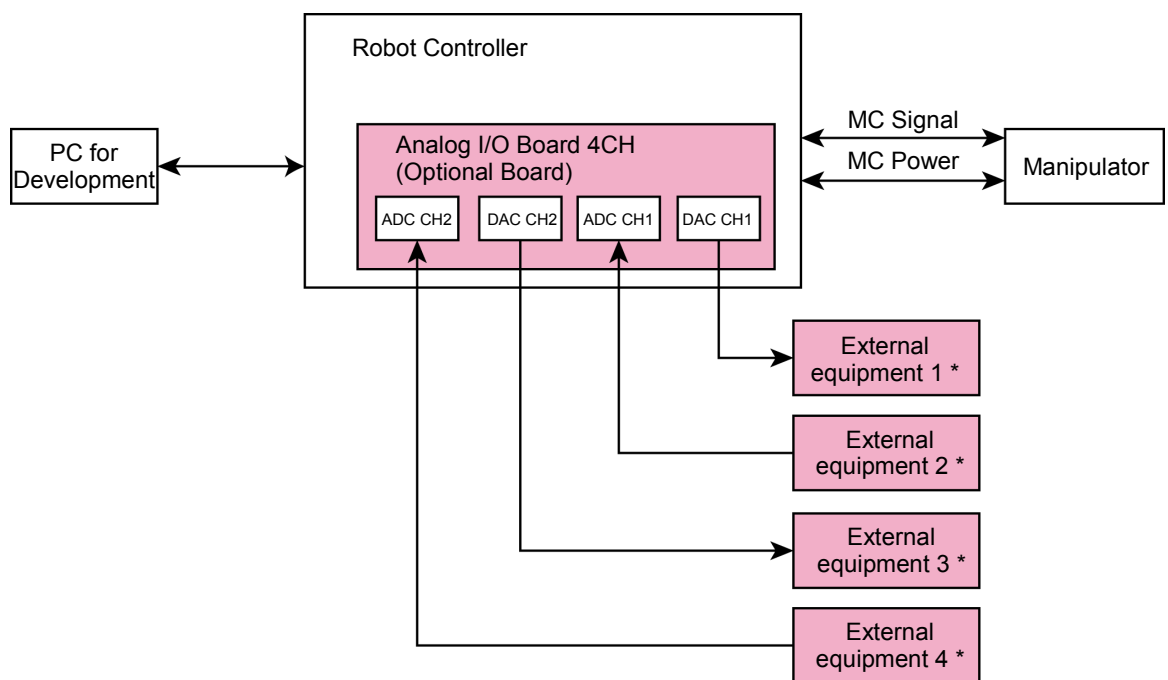 Robot Controller
PC for
Development
Analog I/O Board 4CH
(Optional Board)
ADC CH2
DAC CH2
ADC CH1
DAC CH1
MC Signal
MC Power
Manipulator
External
equipment 1 *
External
equipment 2 *
External
equipment 3 *
External
equipment 4 *